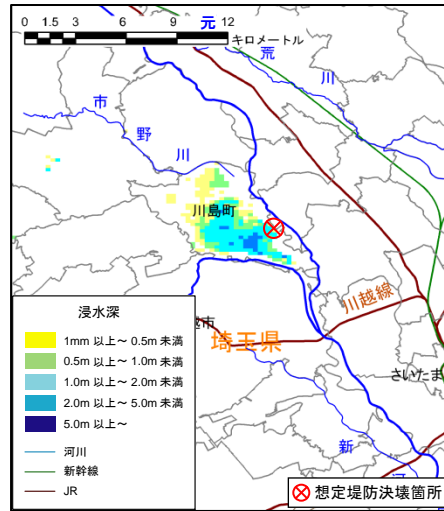 0 1.5 3 6 9 12
キロメートル
元
荒
川
市
野
川
川島町
川越線
越市
埼玉県
さいたま
新
河
浸水深
1mm 以上～ 0.5m 未満
0.5m 以上～ 1.0m 未満
1.0m 以上～ 2.0m 未満
2.0m 以上～ 5.0m 未満
5.0m 以上～
河川
新幹線
JR
想定堤防決壊箇所